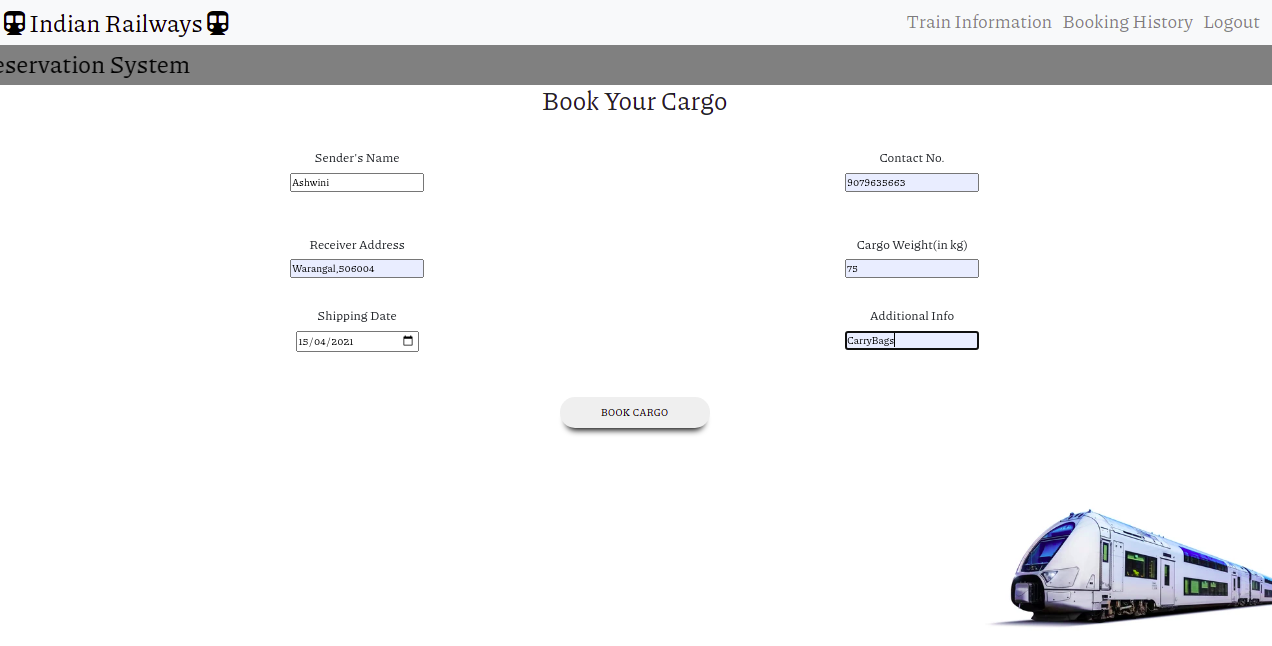 Indian Railways
Train Information Booking History Logout
eservation System
Book Your Cargo
Sender's Name
Contact No.
Ashwini
9079635663
Receiver Address
Cargo Weight(in kg)
Warangal,506004
75
Shipping Date
Additional Info
15/04/2021
CarryBags
BOOK CARGO